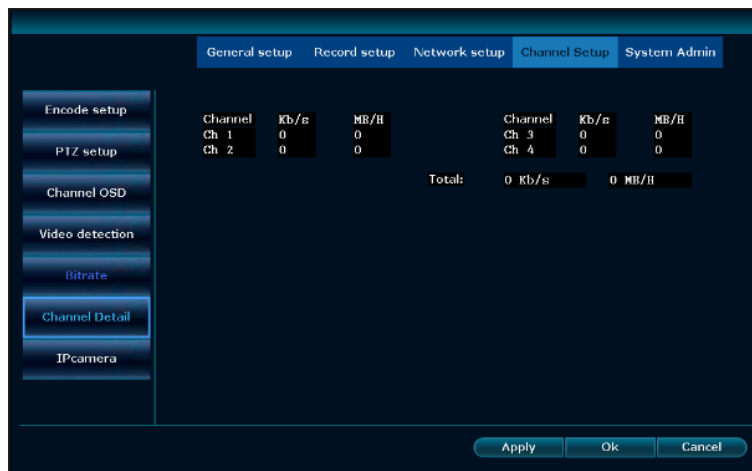 General setup Record setup Network setup Channel Setup System Admin
Encode setup
PTZ setup
Channel OSD
Video detection
Bitrate
Channel Detail
IPcamera
Channel Kb/s MB/H Channel Kb/s MB/H
Ch 1 0 0 Ch 3 0 0
Ch 2 0 0 Ch 4 0 0
Total: 0 Kb/s 0 MB/H
Apply Ok Cancel